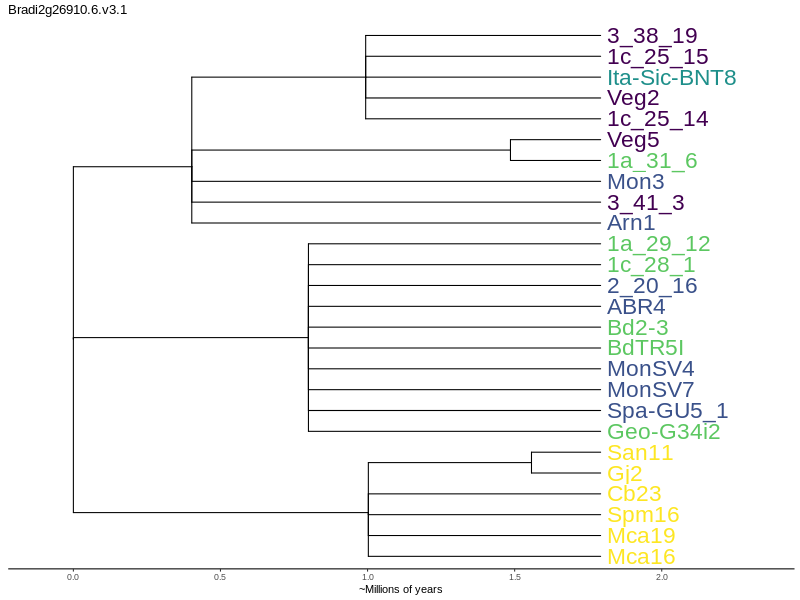 Bradi2g26910.6.v3.1
3_38_19
1c_25_15
Ita-Sic-BNT8
Veg2
1c_25_14
Veg5
1a_31_6
Mon3
3_41_3
Arn1
1a_29_12
1c_28_1
2_20_16
ABR4
Bd2-3
BdTR5I
MonSV4
MonSV7
Spa-GU5_1
Geo-G34i2
San11
Gj2
Cb23
Spm16
Mca19
Mca16
0.0 0.5 1.0 1.5 2.0
~Millions of years